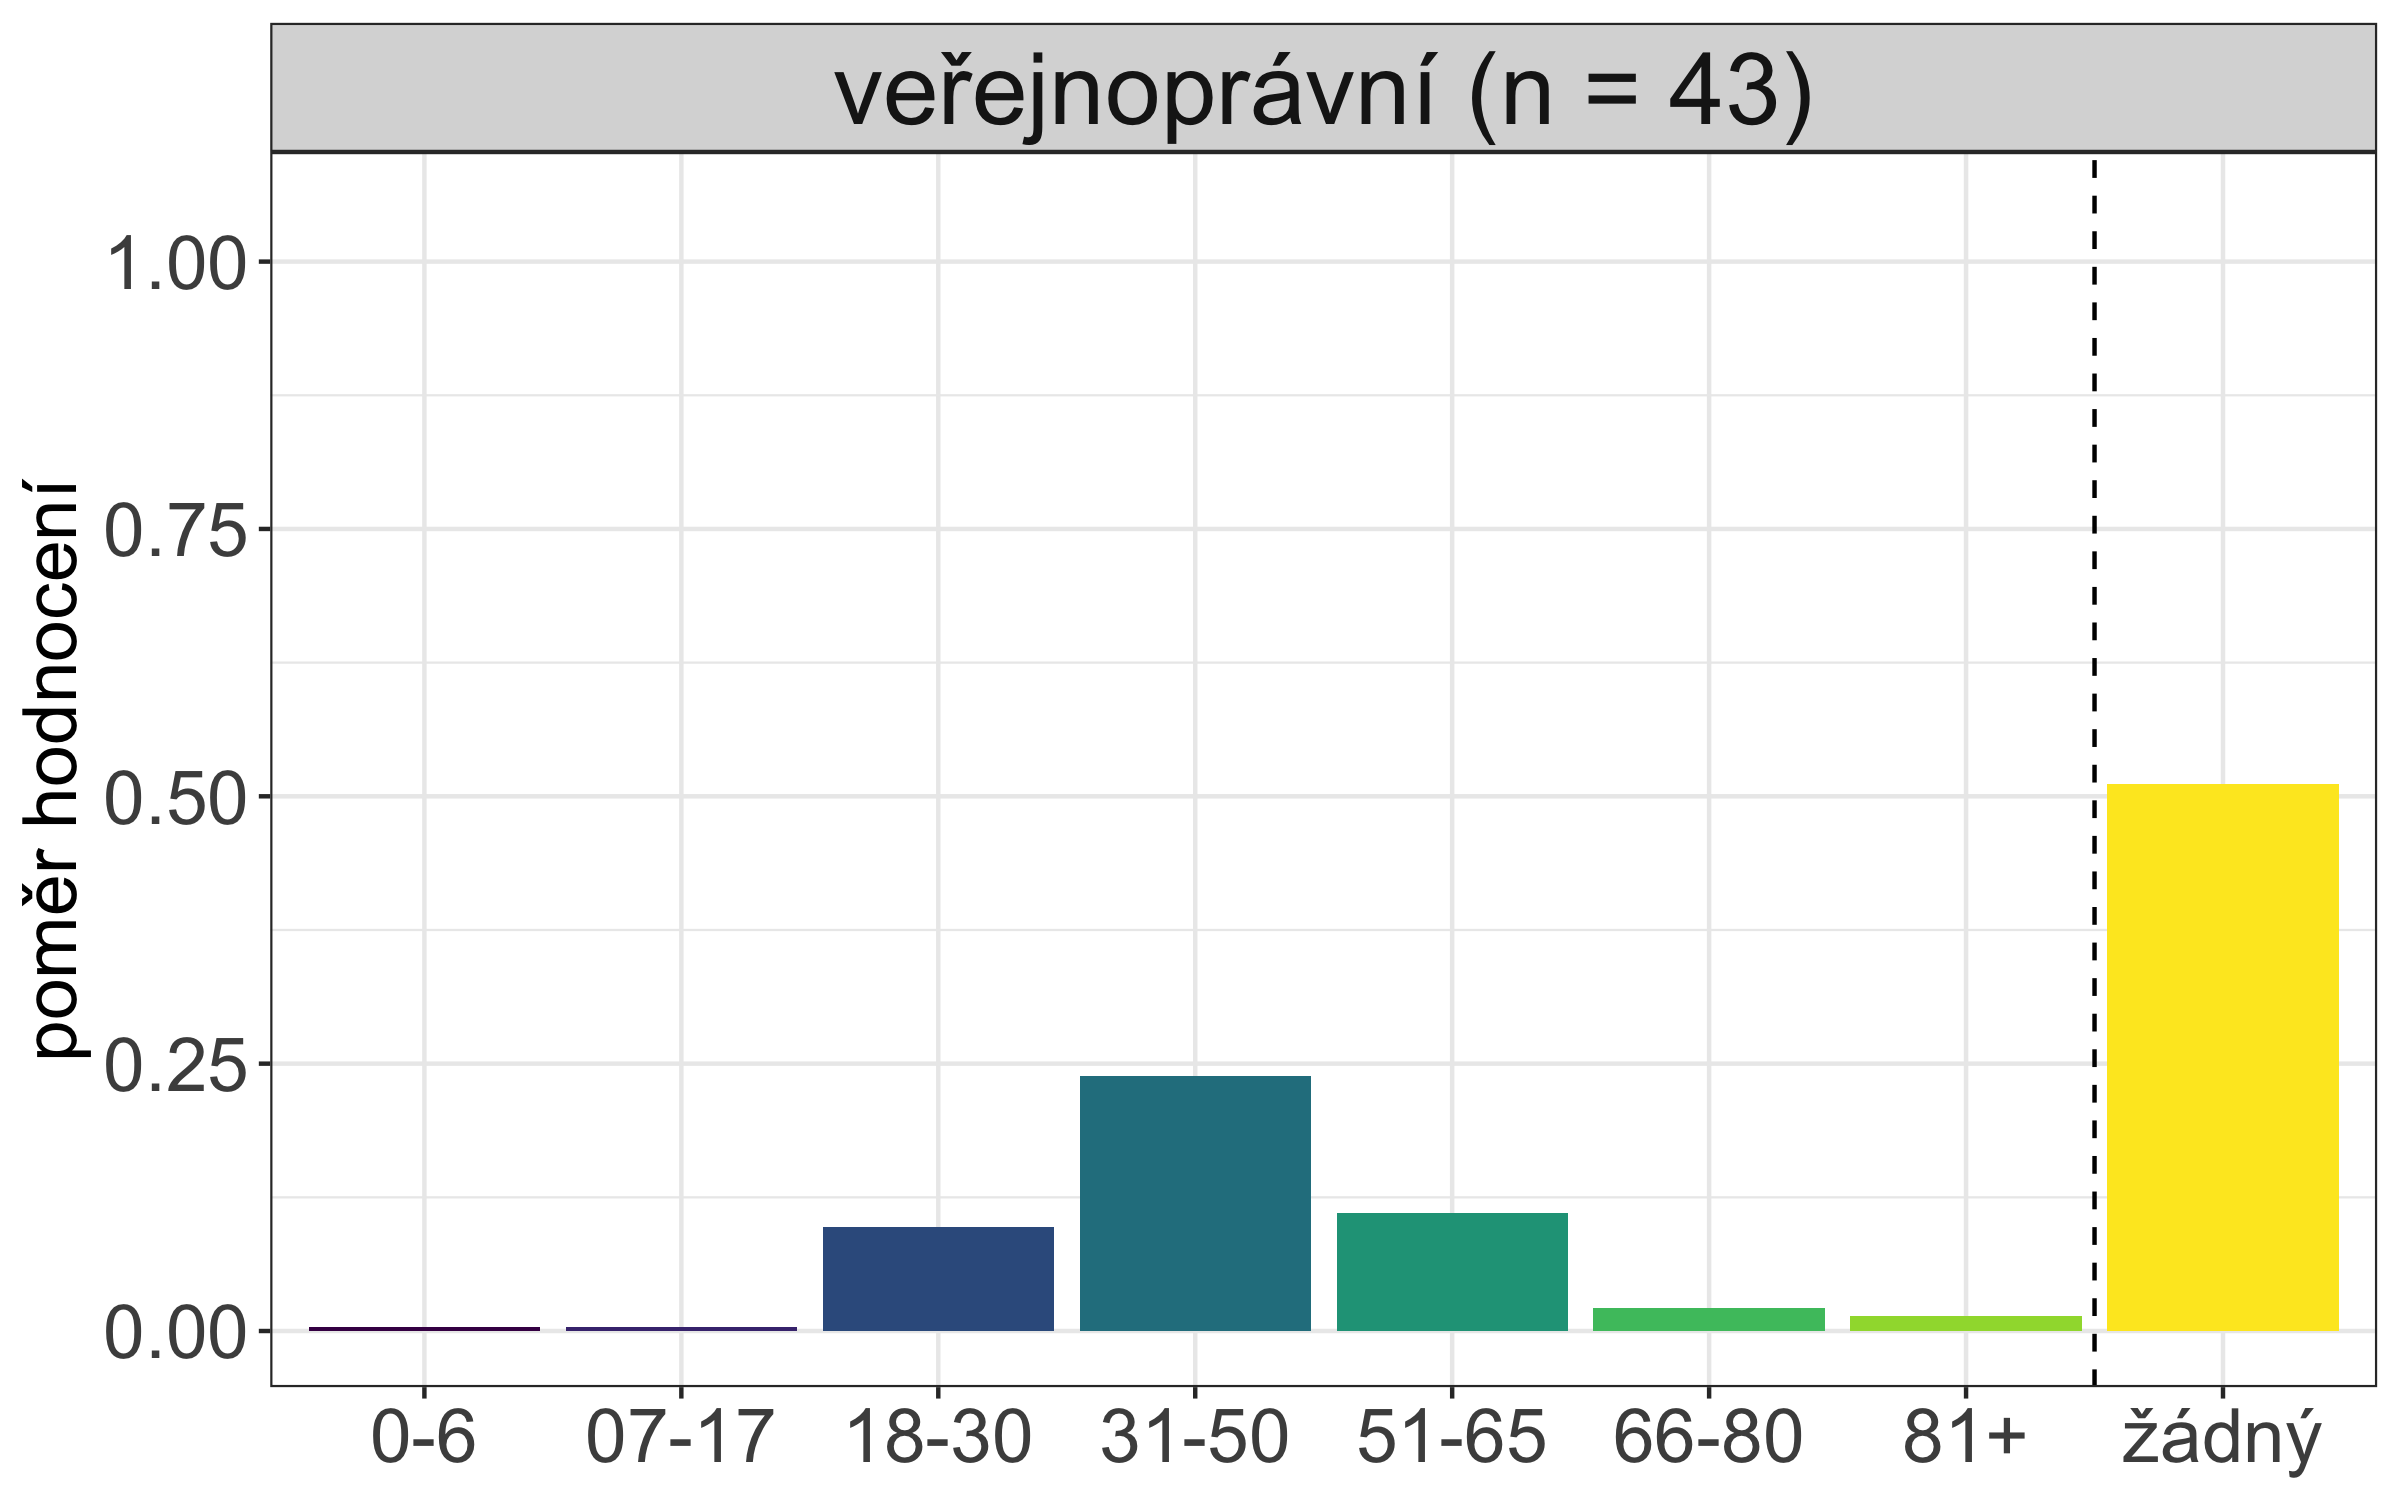 veřejnoprávní (n = 43)
poměr hodnocení
1.00
0.75
0.50
0.25
0.00
0-6 07-17 18-30 31-50 51-65 66-80 81+ žádný